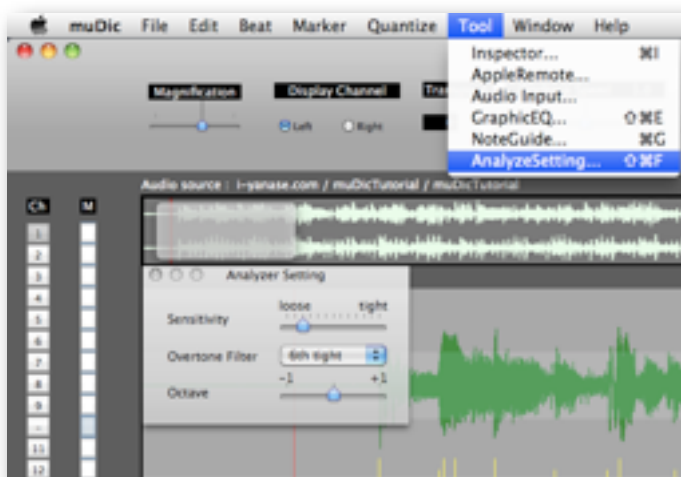 muDic File Edit Beat Marker Quantize Tool Window Help
Inspector... ⌘I
AppleRemote...
Audio Input...
GraphicEQ... ⇧⌘E
NoteGuide... ⌘G
AnalyzeSetting... ⇧⌘F
Magnification Display Channel
Left Right
Audio source : i-yanase.com / muDicTutorial / muDicTutorial
Ch M
1
2
3
4
5
6
7
8
9
-
11
12
Analyzer Setting
loose tight
Sensitivity
Overtone Filter 6th tight
-1 +1
Octave